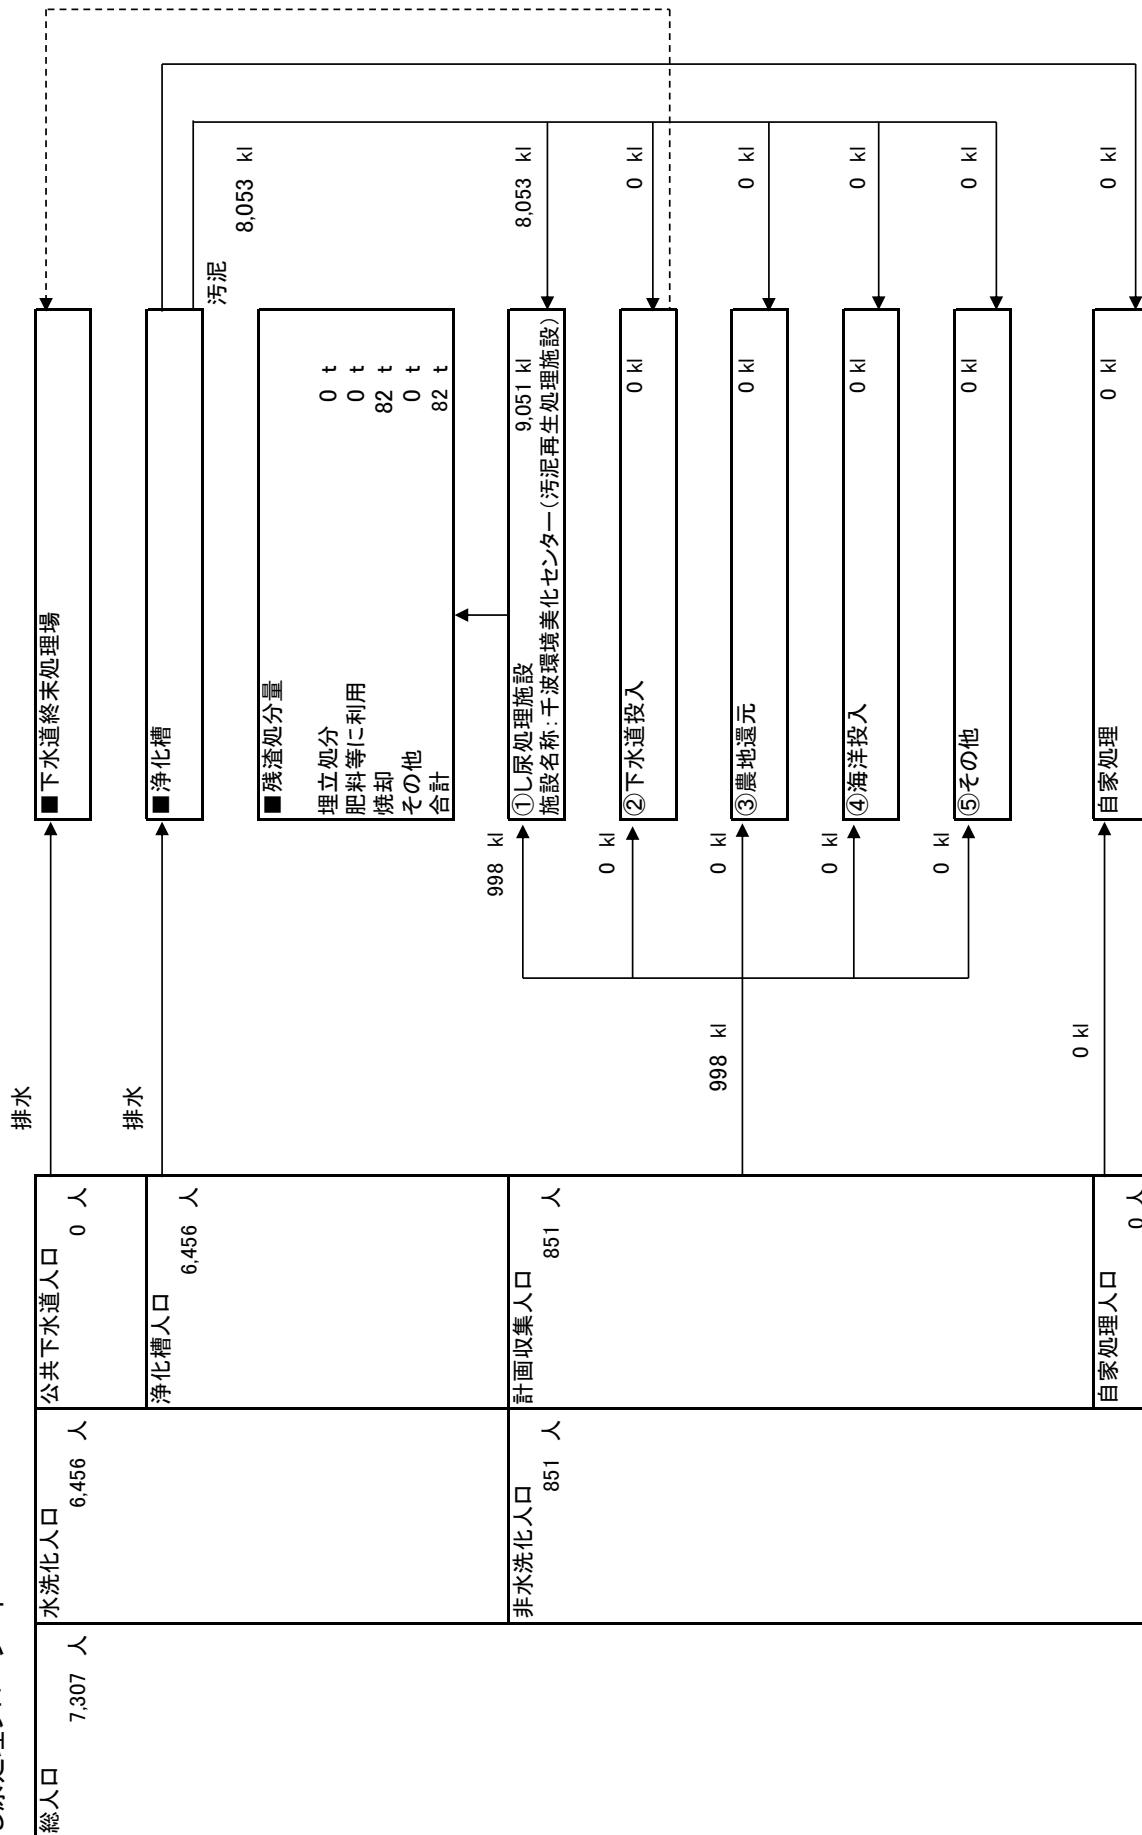 総人口
7,307 人
水洗化人口
6,456 人
非水洗化人口
851 人
公共下水道人口
0 人
浄化槽人口
6,456 人
計画収集人口
851 人
自家処理人口
0 人
排水
排水
998 kl
0 kl
998 kl
0 kl
0 kl
0 kl
0 kl
■下水道終末処理場
■浄化槽
■残渣処分量
埋立処分 0 t
肥料等に利用 0 t
焼却 82 t
その他 0 t
合計 82 t
①し尿処理施設 9,051 kl
施設名称:千波環境美化センター(汚泥再生処理施設)
②下水道投入 0 kl
③農地還元 0 kl
④海洋投入 0 kl
⑤その他 0 kl
自家処理 0 kl
汚泥
8,053 kl
8,053 kl
0 kl
0 kl
0 kl
0 kl
0 kl